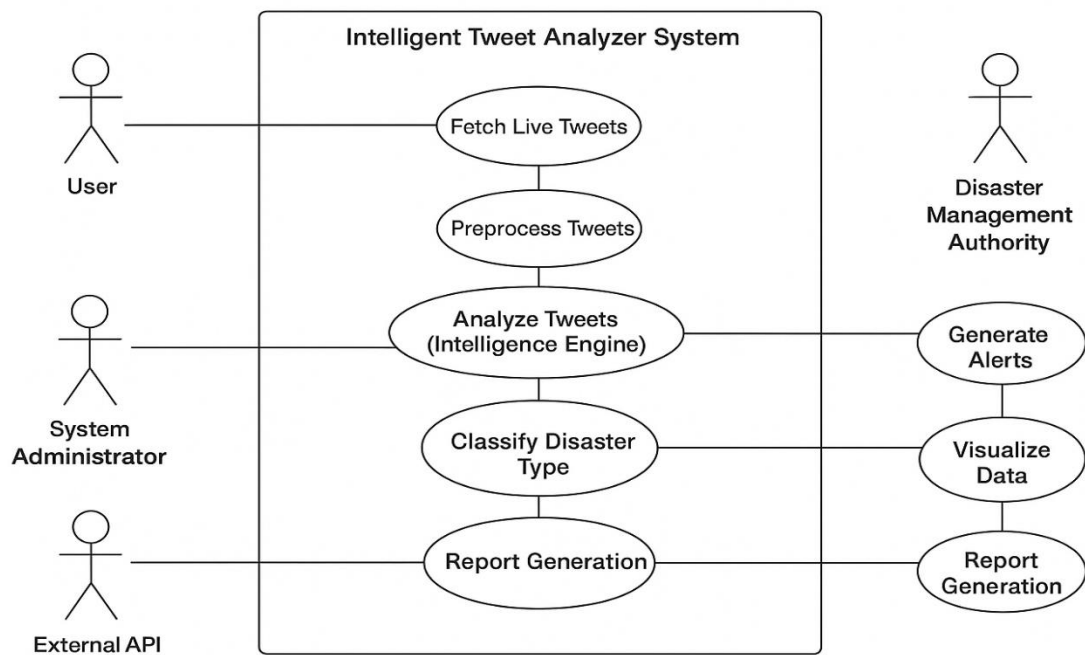 Intelligent Tweet Analyzer System
User
Fetch Live Tweets
Disaster
Management
Authority
Preprocess Tweets
System
Administrator
Analyze Tweets
(Intelligence Engine)
Generate
Alerts
Classify Disaster
Type
Visualize
Data
External API
Report Generation
Report
Generation